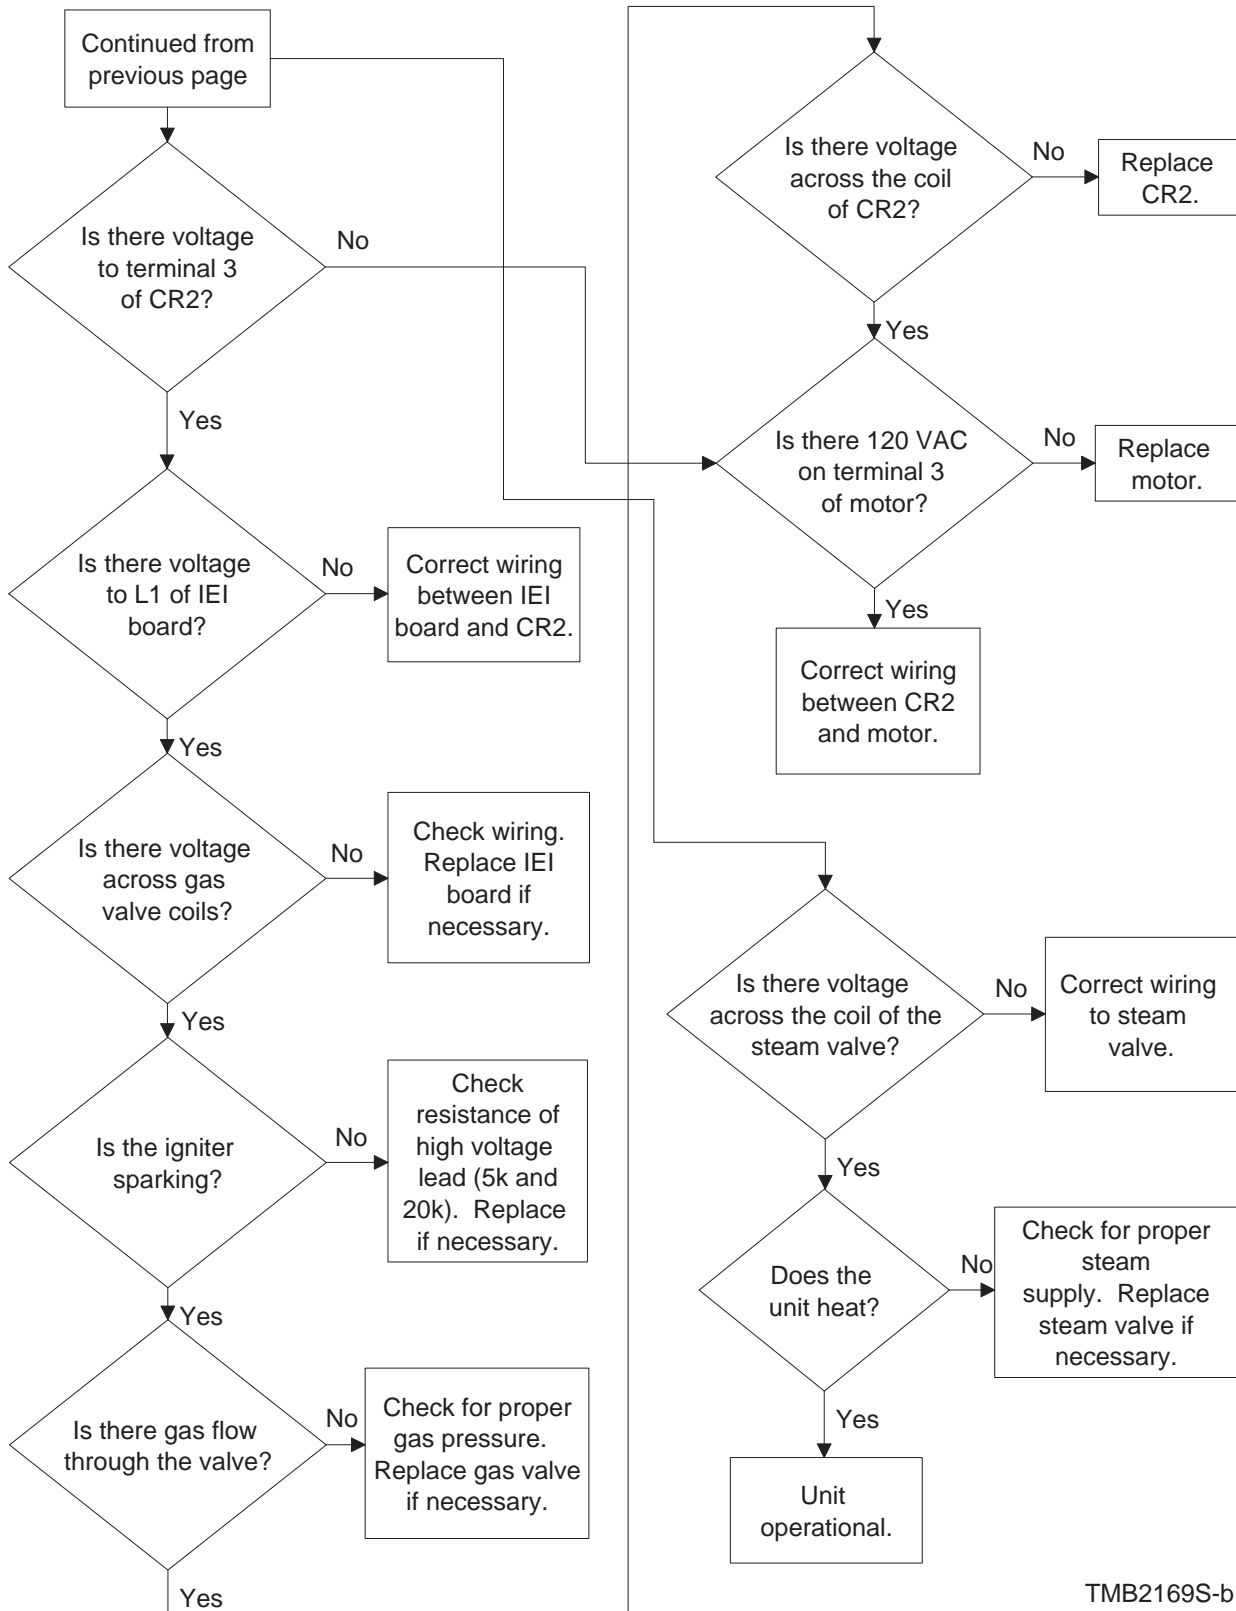 Continued from
previous page
Is there voltage
to terminal 3
of CR2?
No
Yes
Is there voltage
to L1 of IEI
board?
No
Correct wiring
between IEI
board and CR2.
Yes
Is there voltage
across gas
valve coils?
No
Check wiring.
Replace IEI
board if
necessary.
Yes
Is the igniter
sparking?
No
Check
resistance of
high voltage
lead (5k and
20k).  Replace
if necessary.
Yes
Is there gas flow
through the valve?
No
Check for proper
gas pressure.
Replace gas valve
if necessary.
Yes
Is there voltage
across the coil
of CR2?
No
Replace
CR2.
Yes
Is there 120 VAC
on terminal 3
of motor?
No
Replace
motor.
Yes
Correct wiring
between CR2
and motor.
Is there voltage
across the coil of the
steam valve?
No
Correct wiring
to steam
valve.
Yes
Does the
unit heat?
No
Check for proper
steam
supply.  Replace
steam valve if
necessary.
Yes
Unit
operational.
TMB2169S-b